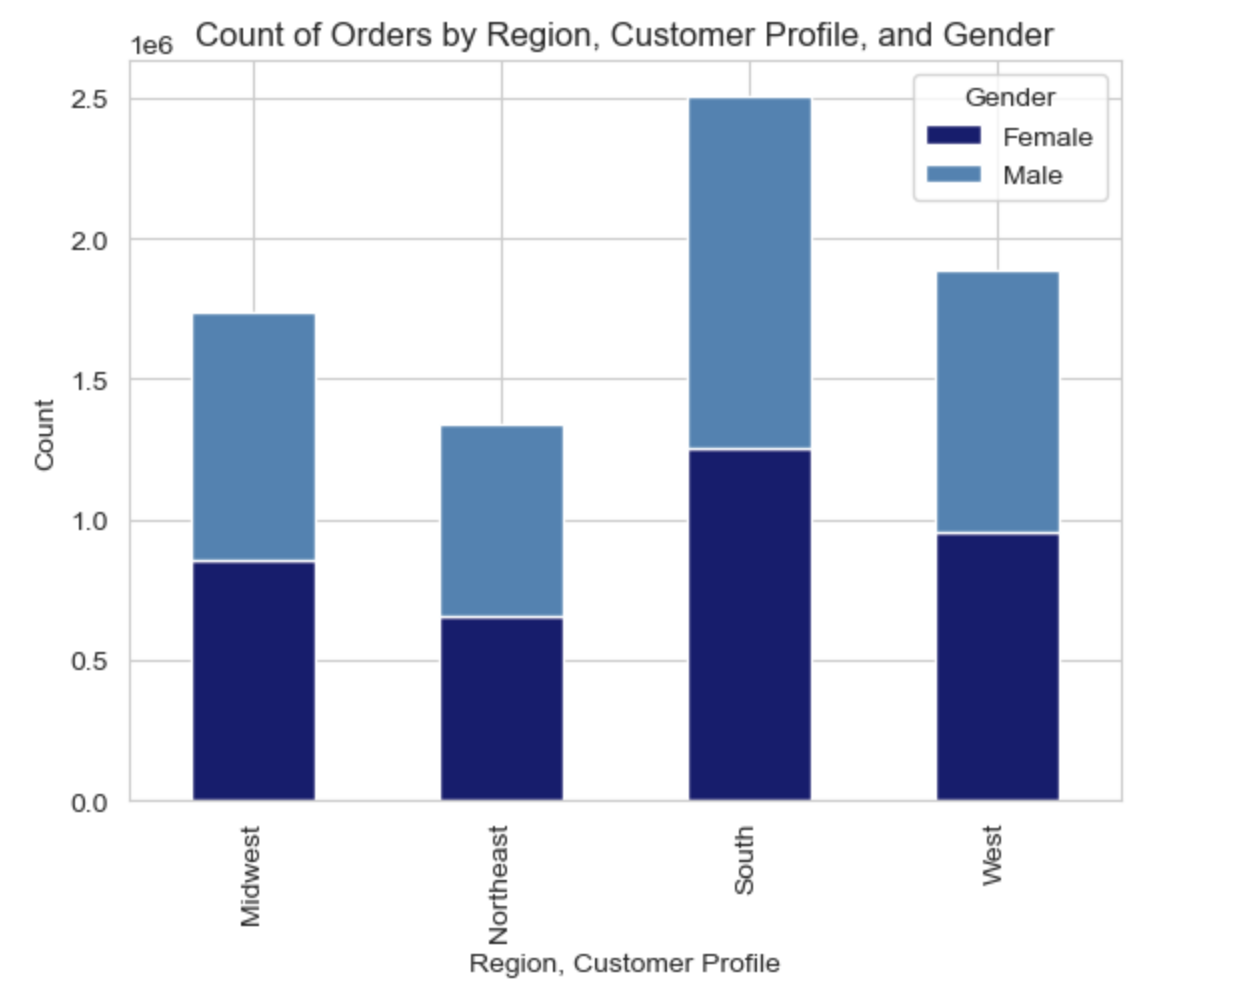 1e6
Count of Orders by Region, Customer Profile, and Gender
Gender
Female
Male
2.5
2.0
1.5
1.0
0.5
0.0
Count
Midwest
Northeast
South
West
Region, Customer Profile